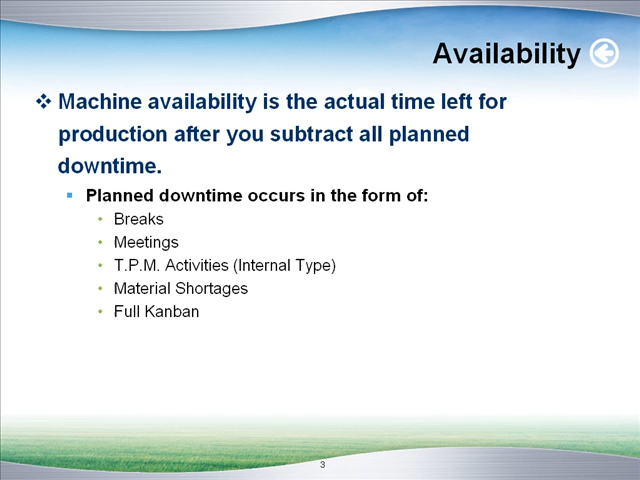 Availability
Machine availability is the actual time left for
production after you subtract all planned
downtime.
Planned downtime occurs in the form of:
Breaks
Meetings
T.P.M. Activities (Internal Type)
Material Shortages
Full Kanban
3